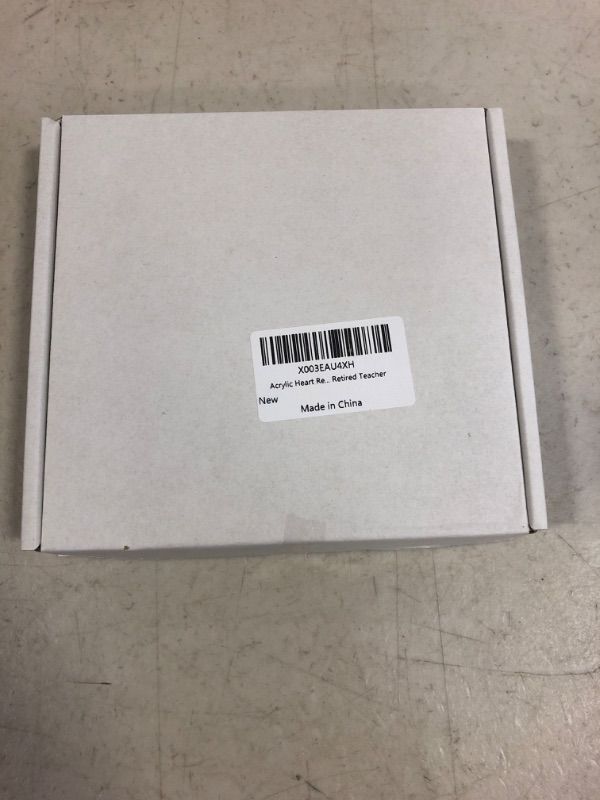 X003EAU4XH
Acrylic Heart Re... Retired Teacher
New
Made in China